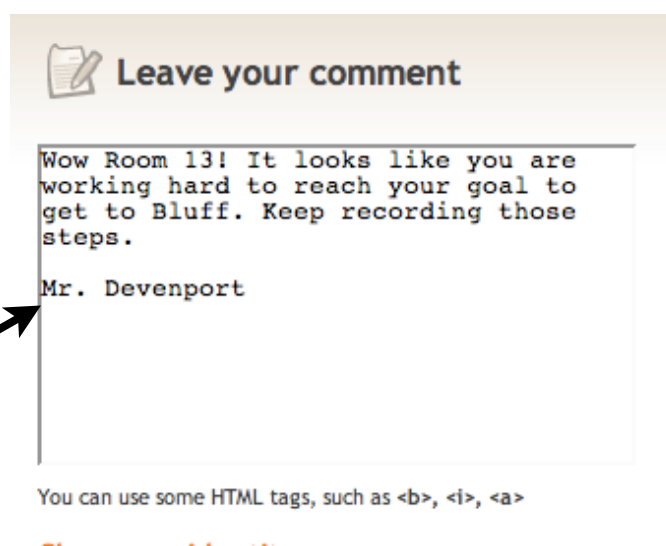 Leave your comment
Wow Room 13! It looks like you are
working hard to reach your goal to
get to Bluff. Keep recording those
steps.
Mr. Devenport
You can use some HTML tags, such as <b>, <i>, <a>